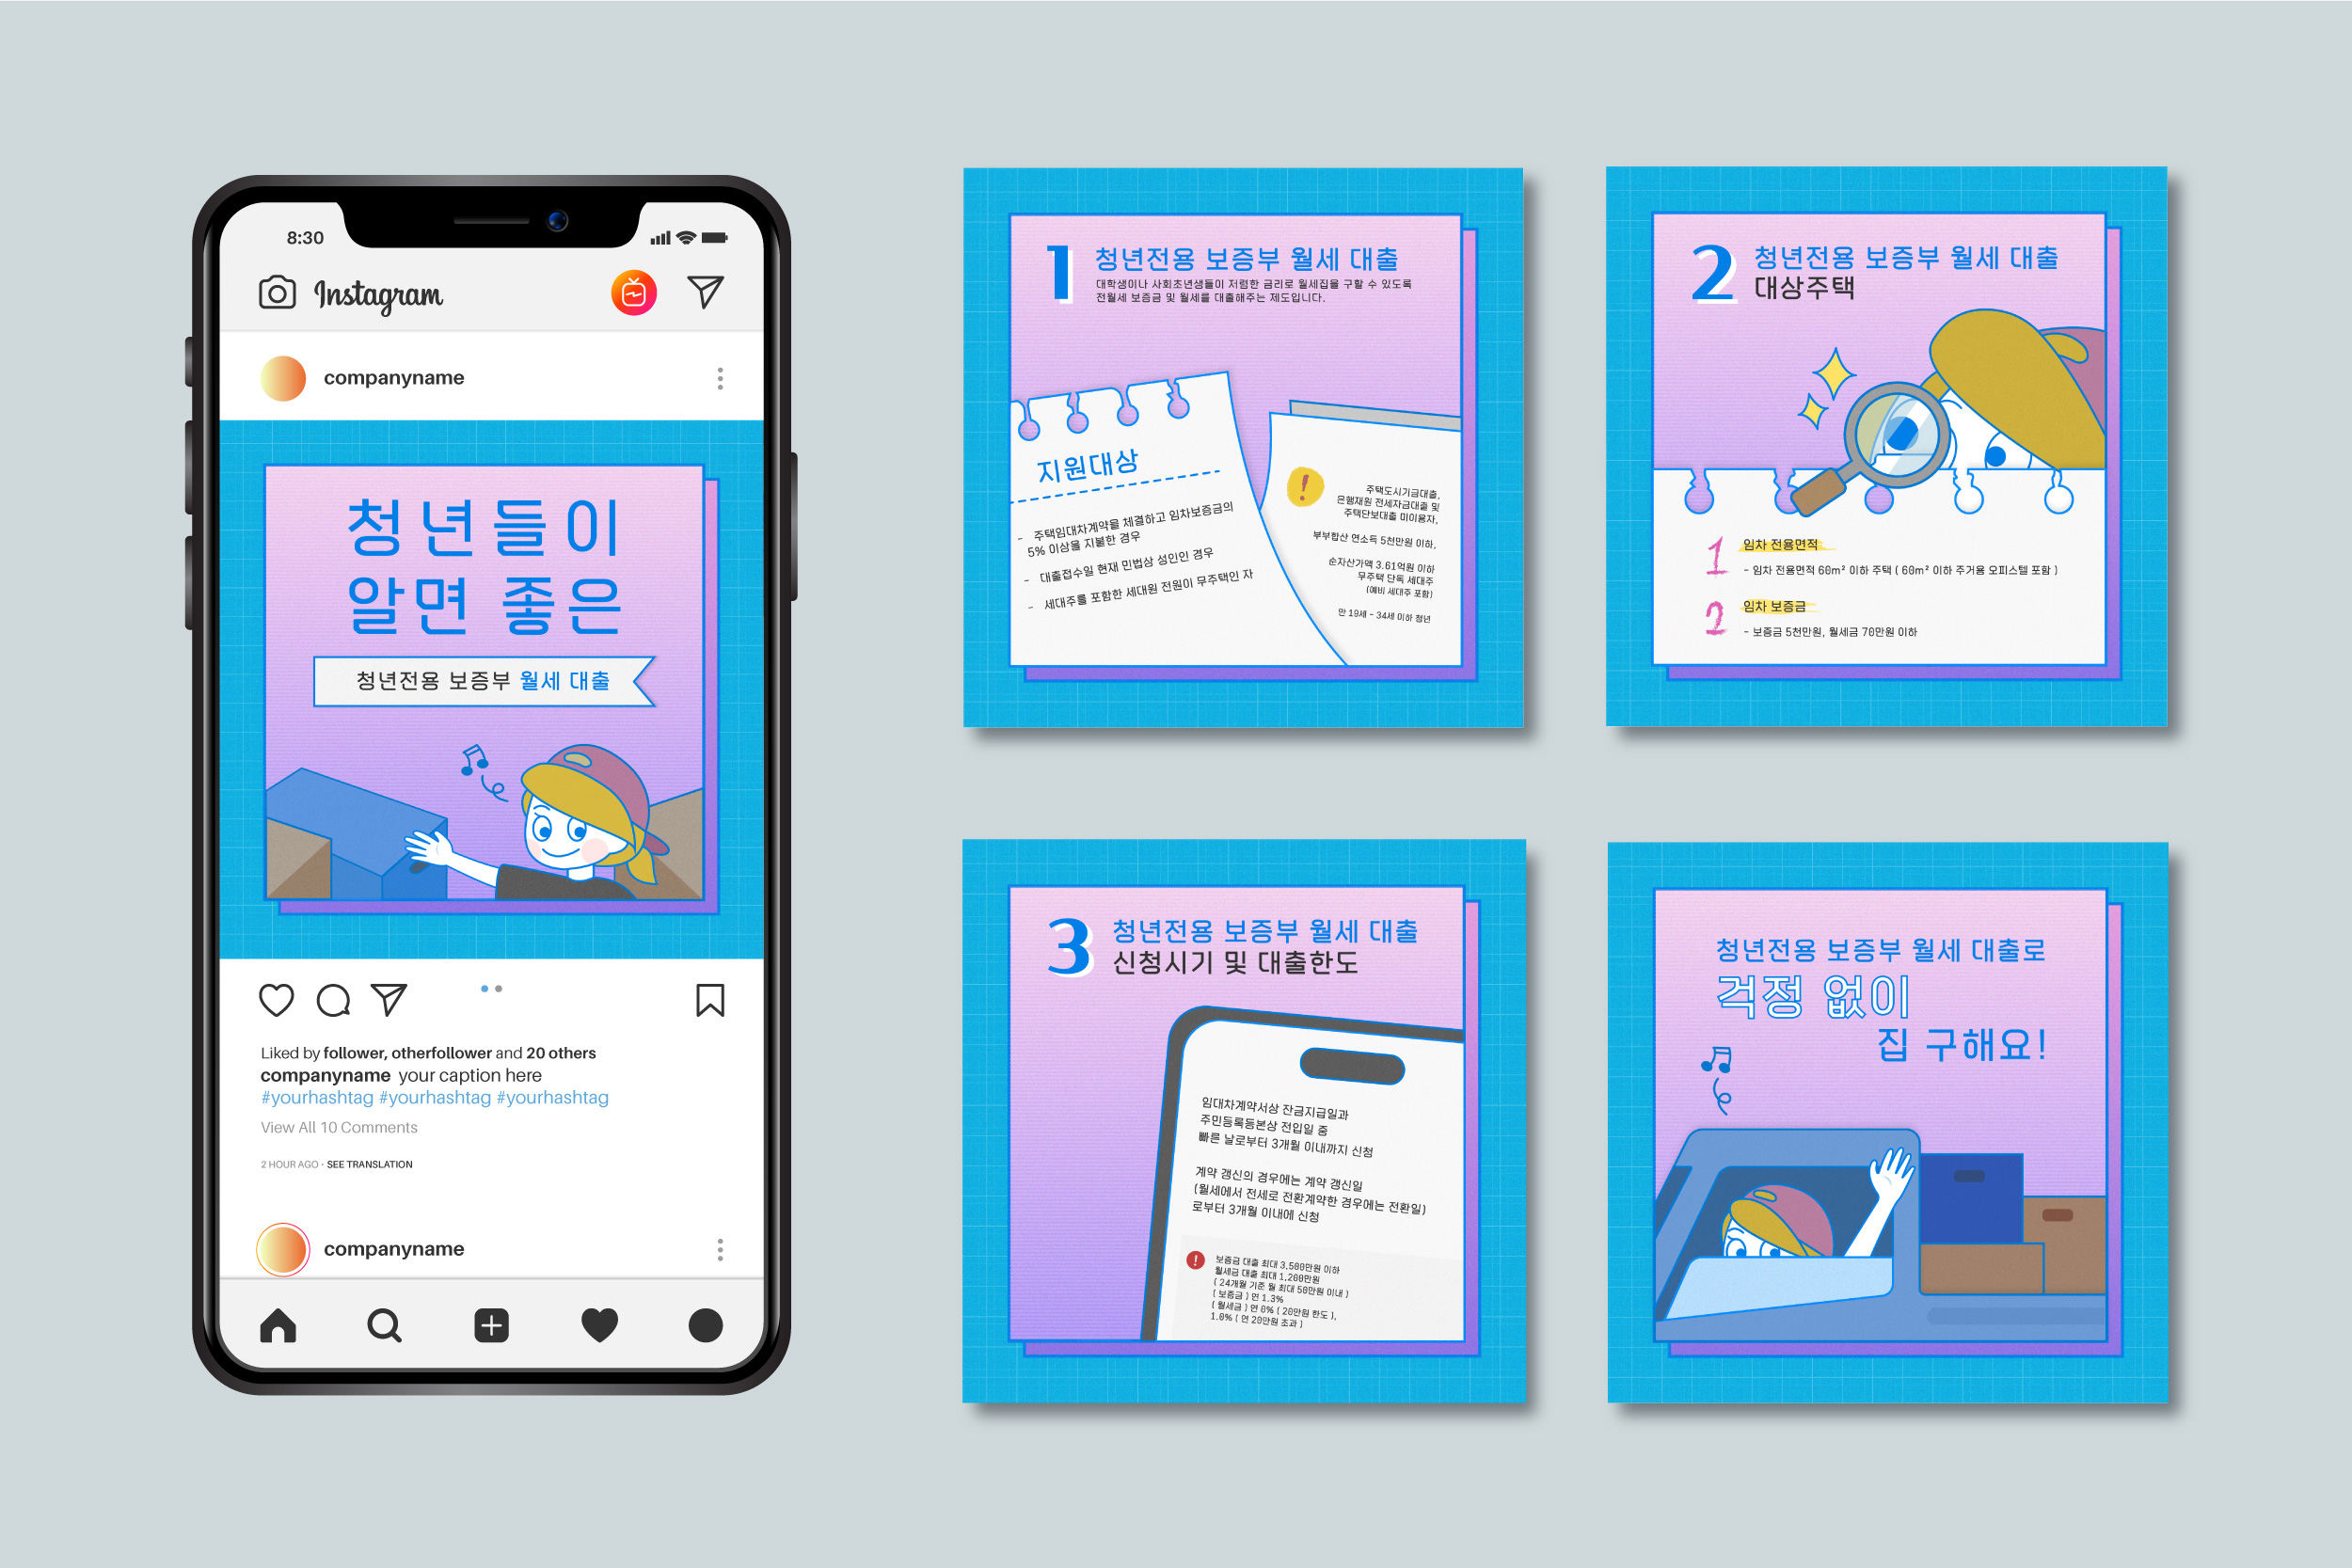 8:30
Instagram
companyname
청년들이
알면 좋은
청년전용 보증부 월세 대출
Liked by follower, otherfollower and 20 others
companyname your caption here
#yourhashtag #yourhashtag #yourhashtag
View All 10 Comments
2 HOUR AGO · SEE TRANSLATION
companyname
1 청년전용 보증부 월세 대출
대학생이나 사회초년생들이 저렴한 금리로 월세집을 구할 수 있도록
전월세 보증금 및 월세를 대출해주는 제도입니다.
지원대상
- 주택임대차계약을 체결하고 임차보증금의
5% 이상을 지불한 경우
- 대출접수일 현재 민법상 성인인 경우
- 세대주를 포함한 세대원 전원이 무주택인 자
!
주택도시기금대출,
은행재원 전세자금대출 및
주택담보대출 미이용자,
부부합산 연소득 5천만원 이하,
순자산가액 3.61억원 이하
무주택 단독 세대주
(예비 세대주 포함)
만 19세 - 34세 이하 청년
2 청년전용 보증부 월세 대출
대상주택
1 임차 전용면적
- 임차 전용면적 60m² 이하 주택 ( 60m² 이하 주거용 오피스텔 포함 )
2 임차 보증금
- 보증금 5천만원, 월세금 70만원 이하
3 청년전용 보증부 월세 대출
신청시기 및 대출한도
임대차계약서상 잔금지급일과
주민등록등본상 전입일 중
빠른 날로부터 3개월 이내까지 신청
계약 갱신의 경우에는 계약 갱신일
(월세에서 전세로 전환계약한 경우에는 전환일)
로부터 3개월 이내에 신청
!
보증금 대출 최대 3,500만원 이하
월세금 대출 최대 1,200만원
( 24개월 기준 월 최대 50만원 이내 )
( 보증금 ) 연 1.3%
( 월세금 ) 연 0% ( 20만원 한도 ),
1.0% ( 연 20만원 초과 )
청년전용 보증부 월세 대출로
걱정 없이
집 구해요!